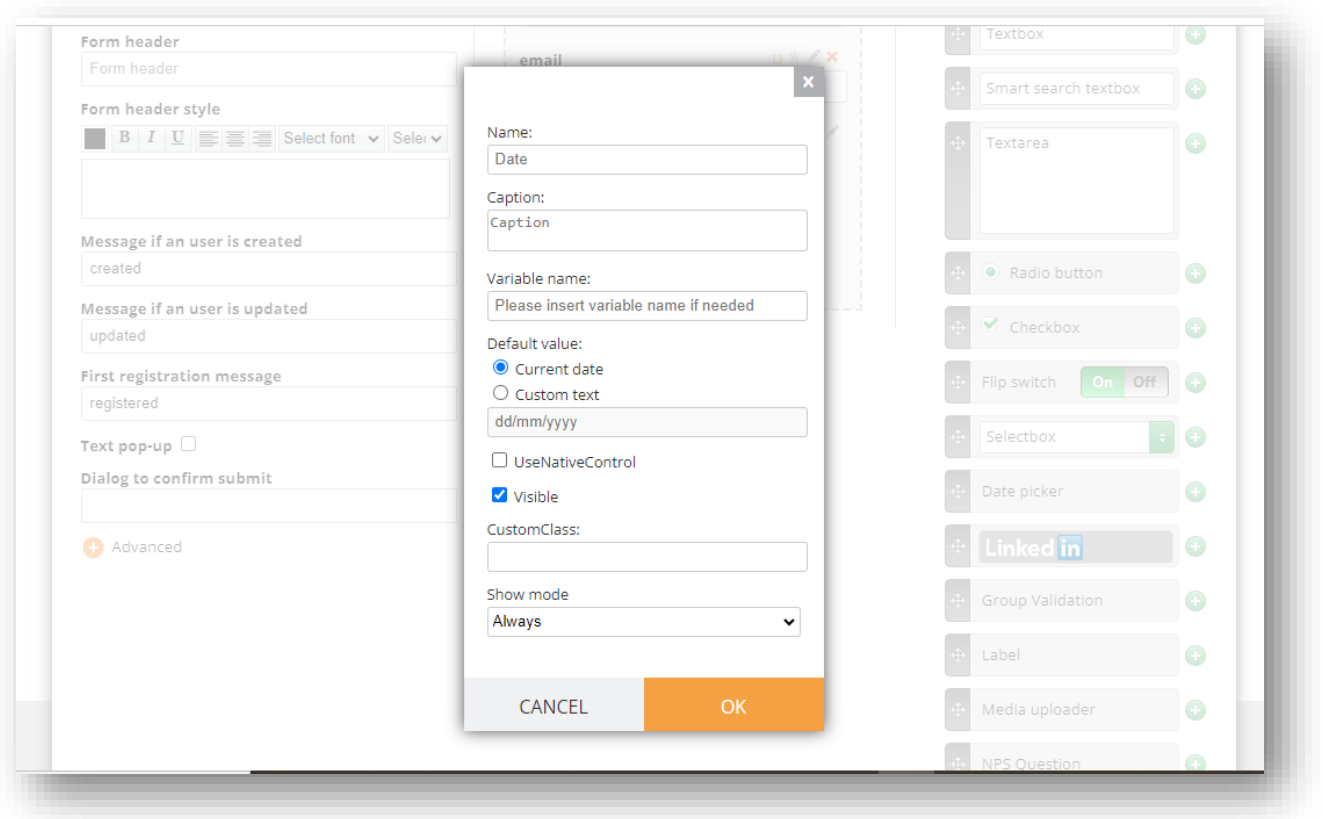 Form header
Form header
Form header style
B I U Select font Selec
Message if an user is created
created
Message if an user is updated
updated
First registration message
registered
Text pop-up
Dialog to confirm submit
Advanced
email
U
x
Name:
Date
Caption:
Caption
Variable name:
Please insert variable name if needed
Default value:
Current date
Custom text
dd/mm/yyyy
UseNativeControl
Visible
CustomClass:
Show mode
Always
CANCEL OK
Textbox
Smart search textbox
Textarea
Radio button
Checkbox
Flip switch On Off
Selectbox
Date picker
Linked in
Group Validation
Label
Media uploader
NPS Question